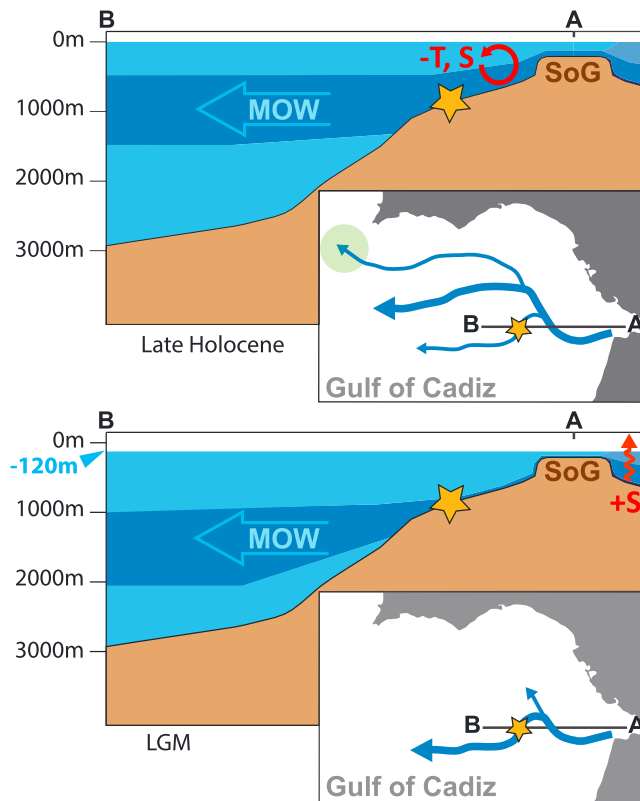 B A
0m
-T, S
SoG
1000m
MOW
2000m
3000m
Late Holocene
B A
Gulf of Cadiz
B A
0m
-120m
SoG
+S
1000m
MOW
2000m
3000m
LGM
B A
Gulf of Cadiz